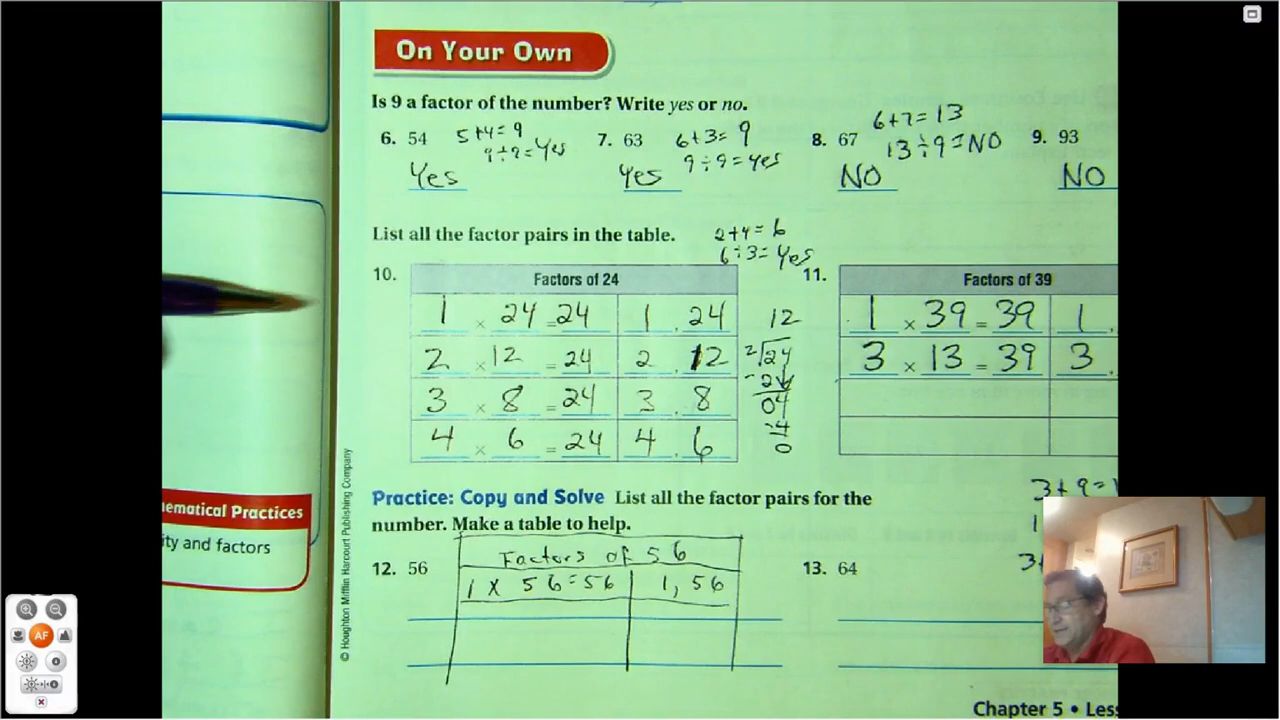 On Your Own
Is 9 a factor of the number? Write yes or no.
6. 54 5+4=9
9÷9=Yes
Yes
7. 63 6+3=9
9÷9=Yes
Yes
8. 67 6+7=13
13÷9=NO
NO
9. 93
NO
List all the factor pairs in the table.
2+4=6
6÷3=Yes
10. Factors of 24
1 × 24 = 24 1 , 24
2 × 12 = 24 2 , 12
3 × 8 = 24 3 , 8
4 × 6 = 24 4 , 6
12
2 24
-2
04
-4
0
11. Factors of 39
1 × 39 = 39 1 ,
3 × 13 = 39 3 ,
Practice: Copy and Solve List all the factor pairs for the
number. Make a table to help.
3+9=1
12. 56
Factors of 56
1 X 56=56 1, 56
13. 64
ematical Practices
ity and factors
© Houghton Mifflin Harcourt Publishing Company
AF
Chapter 5 • Less